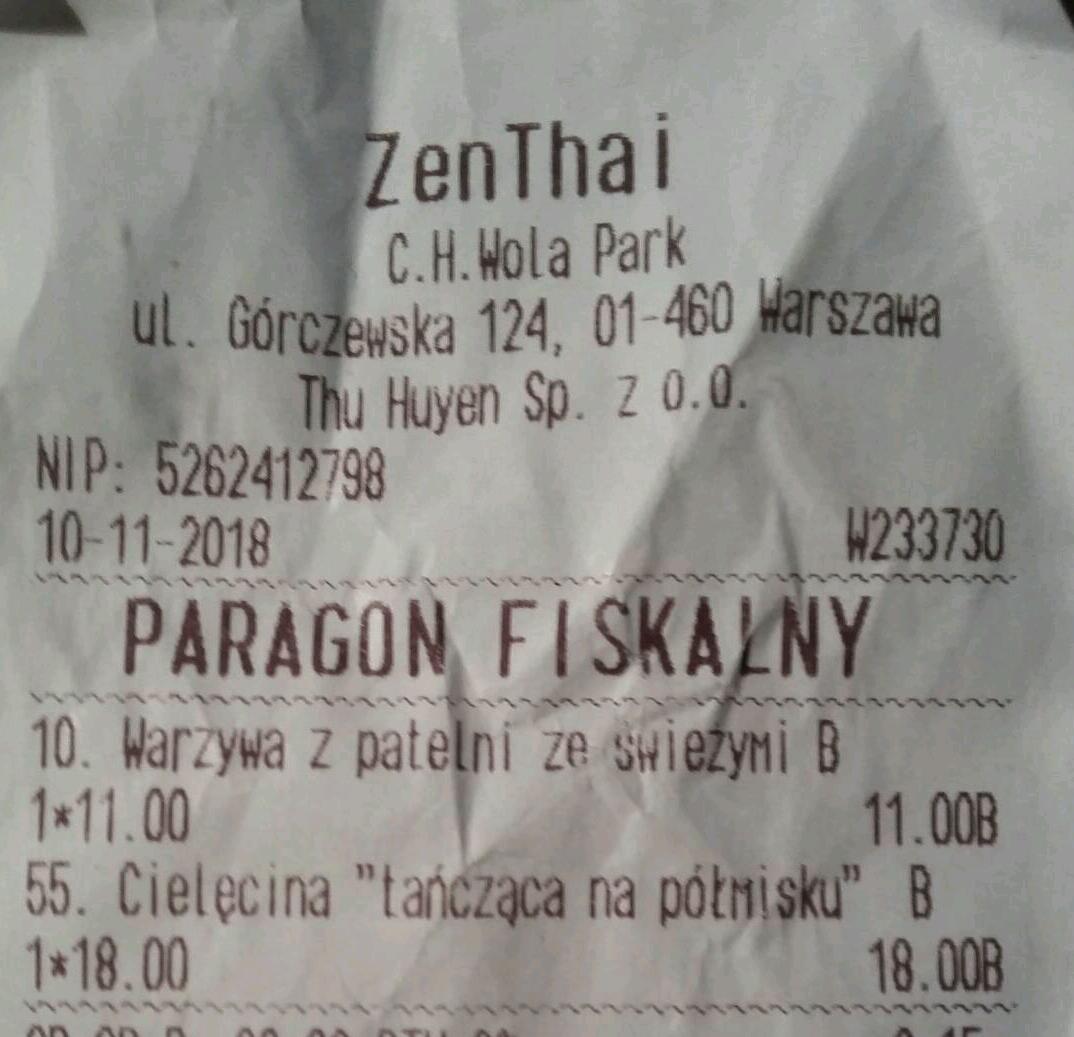 ZenThai
C.H.Wola Park
ul. Górczewska 124, 01-460 Warszawa
Thu Huyen Sp. z o.o.
NIP: 5262412798
10-11-2018 W233730
PARAGON FISKALNY
10. Warzywa z patelni ze świeżymi B
1*11.00 11.00B
55. Cielęcina "tańcząca na półmisku" B
1*18.00 18.00B